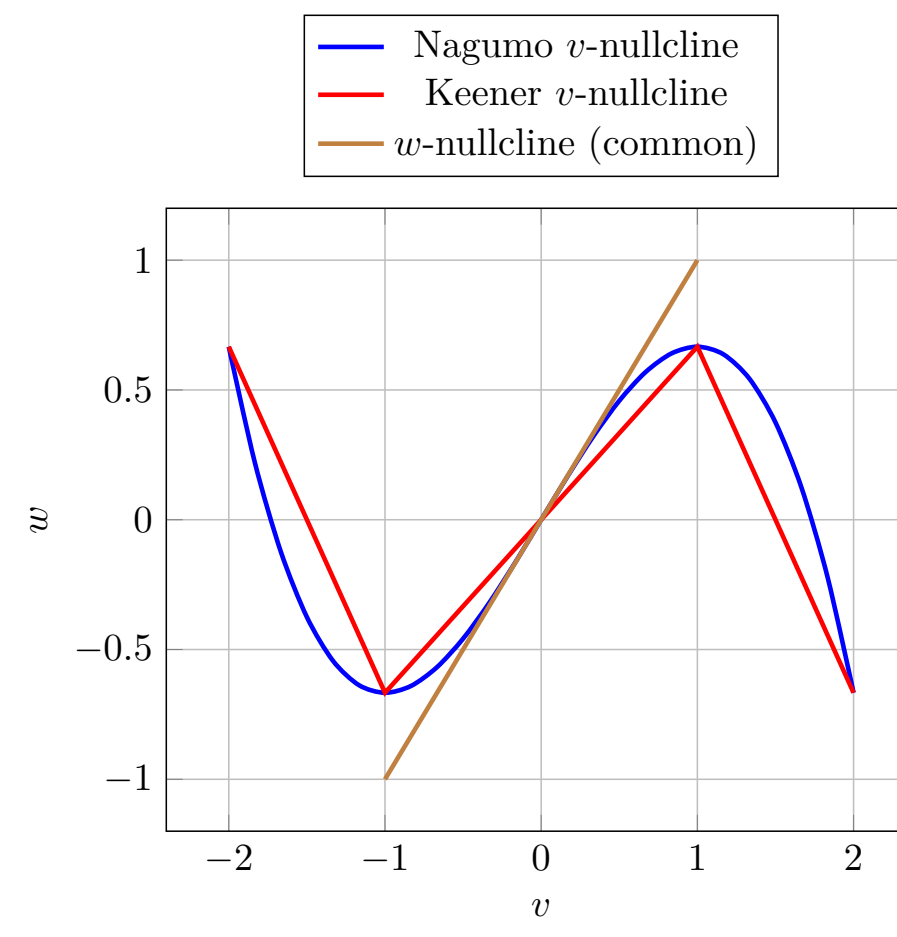 Nagumo v-nullcline
Keener v-nullcline
w-nullcline (common)
1
0.5
0
−0.5
−1
w
−2 −1 0 1 2
v